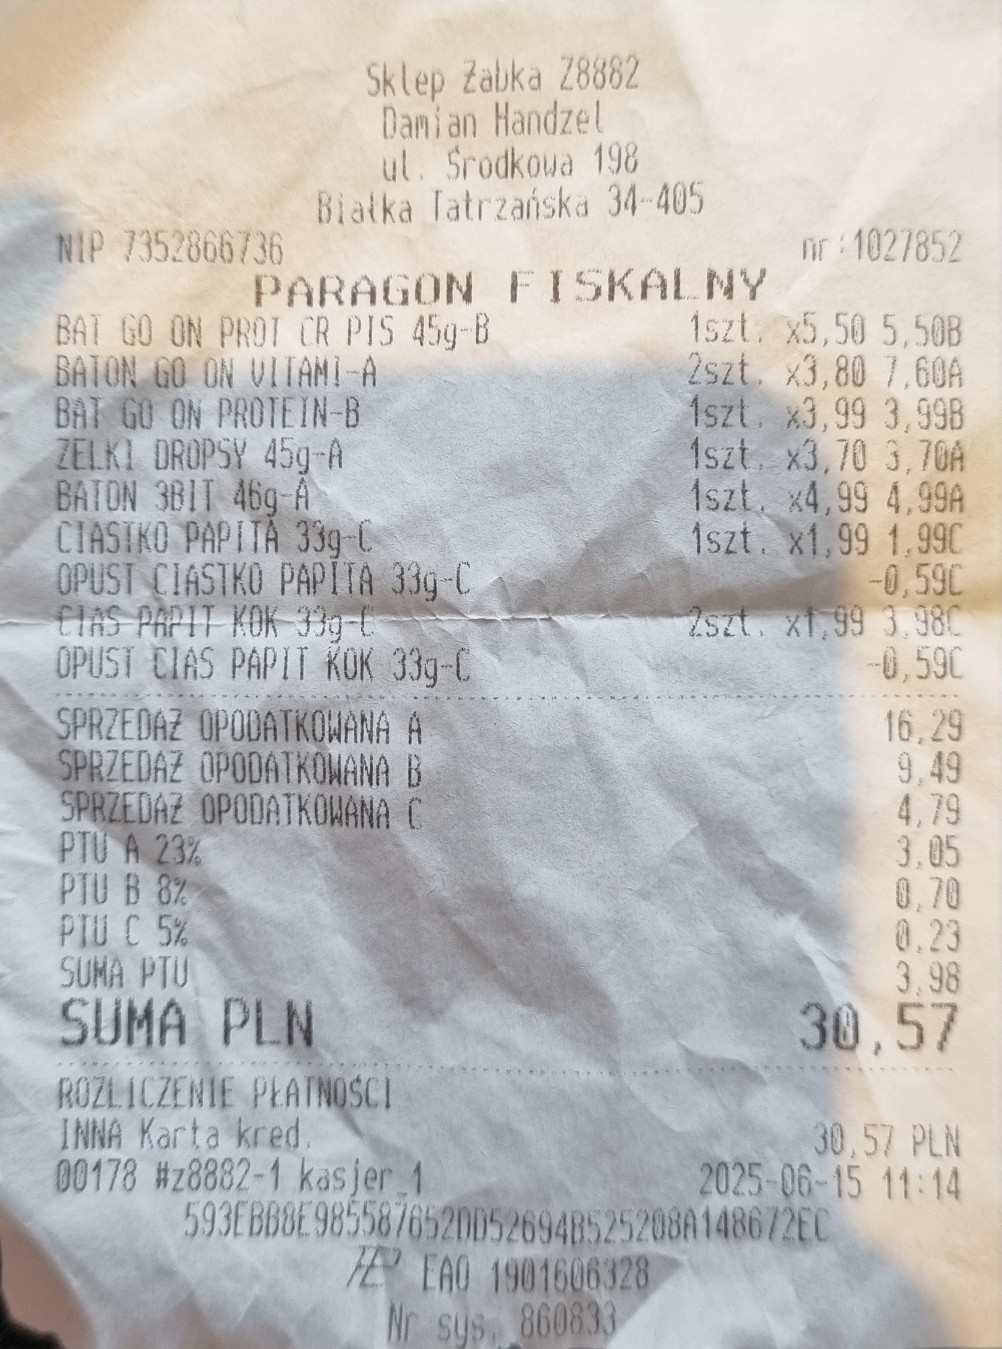 Sklep Żabka Z8882
Damian Handzel
ul. Środkowa 198
Białka Tatrzańska 34-405
NIP 7352866736 nr:1027852
PARAGON FISKALNY
BAT GO ON PROT CR PIS 45g-B 1szt. x5,50 5,50B
BATON GO ON VITAMI-A 2szt. x3,80 7,60A
BAT GO ON PROTEIN-B 1szt. x3,99 3,99B
ŻELKI DROPSY 45g-A 1szt. x3,70 3,70A
BATON 3BIT 46g-A 1szt. x4,99 4,99A
CIASTKO PAPITA 33g-C 1szt. x1,99 1,99C
OPUST CIASTKO PAPITA 33g-C -0,59C
CIAS PAPIT KOK 33g-C 2szt. x1,99 3,98C
OPUST CIAS PAPIT KOK 33g-C -0,59C
SPRZEDAŻ OPODATKOWANA A 16,29
SPRZEDAŻ OPODATKOWANA B 9,49
SPRZEDAŻ OPODATKOWANA C 4,79
PTU A 23% 3,05
PTU B 8% 0,70
PTU C 5% 0,23
SUMA PTU 3,98
SUMA PLN 30,57
ROZLICZENIE PŁATNOŚCI
INNA Karta kred. 30,57 PLN
00178 #z8882-1 kasjer 1 2025-06-15 11:14
593EBB8E985587652DD52694B525208A148672EC
EAO 1901606328
Nr sys. 860833